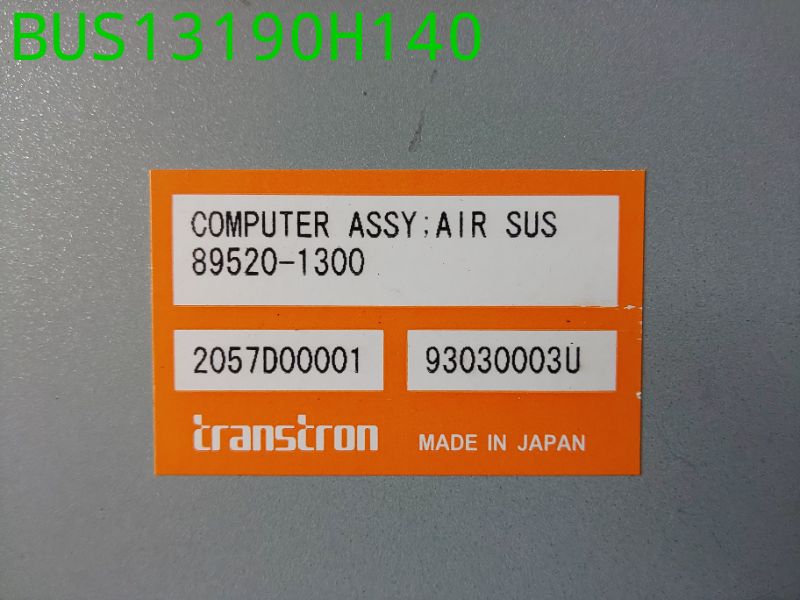 BUS13190H140
COMPUTER ASSY;AIR SUS
89520-1300
2057D00001
93030003U
transtron
MADE IN JAPAN